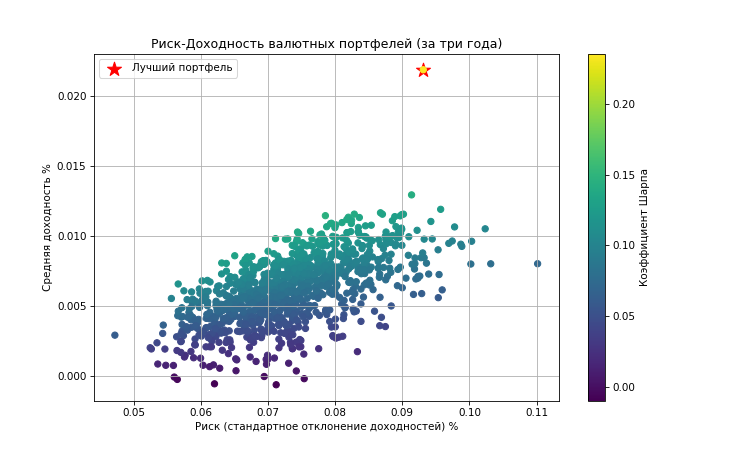 Риск-Доходность валютных портфелей (за три года)
Лучший портфель
Средняя доходность %
0.020
0.015
0.010
0.005
0.000
0.05 0.06 0.07 0.08 0.09 0.10 0.11
Риск (стандартное отклонение доходностей) %
0.20
0.15
0.10
0.05
0.00
Коэффициент Шарпа